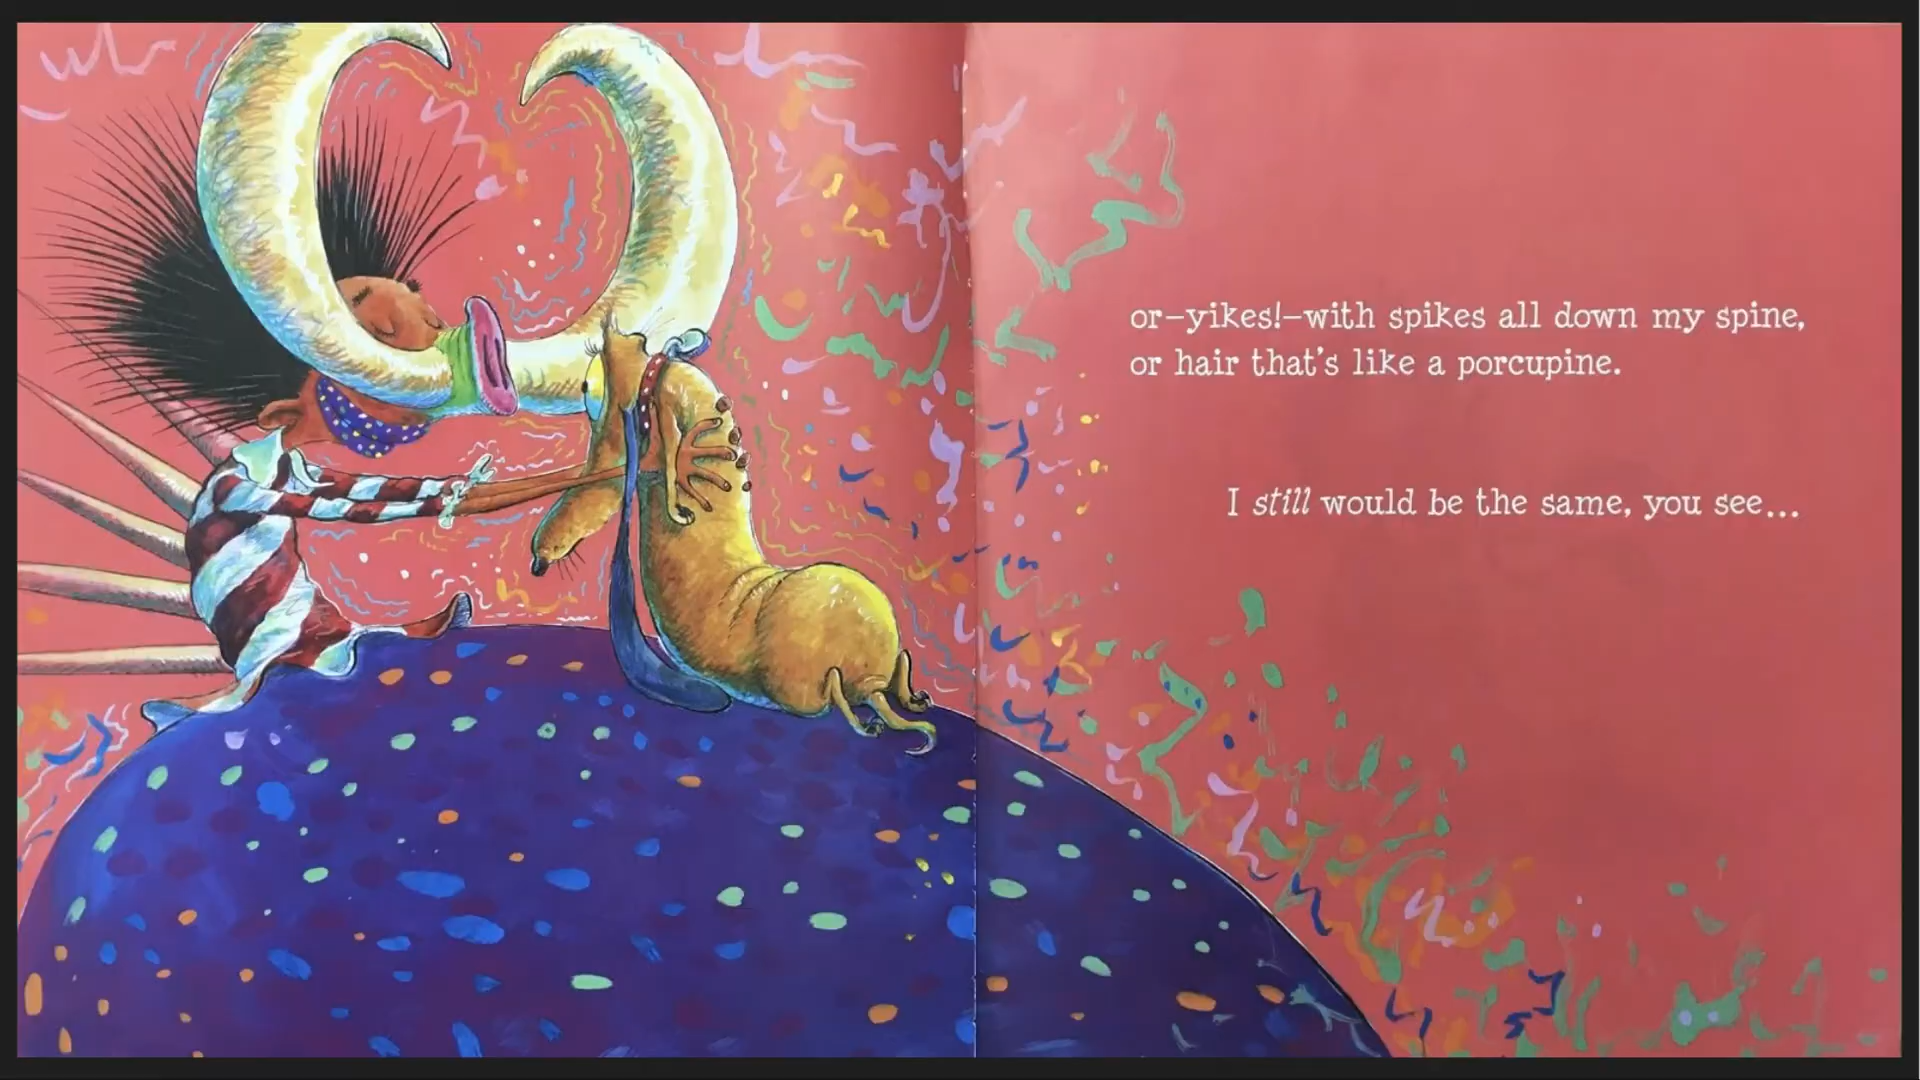 or—yikes!—with spikes all down my spine,
or hair that's like a porcupine.
I still would be the same, you see...